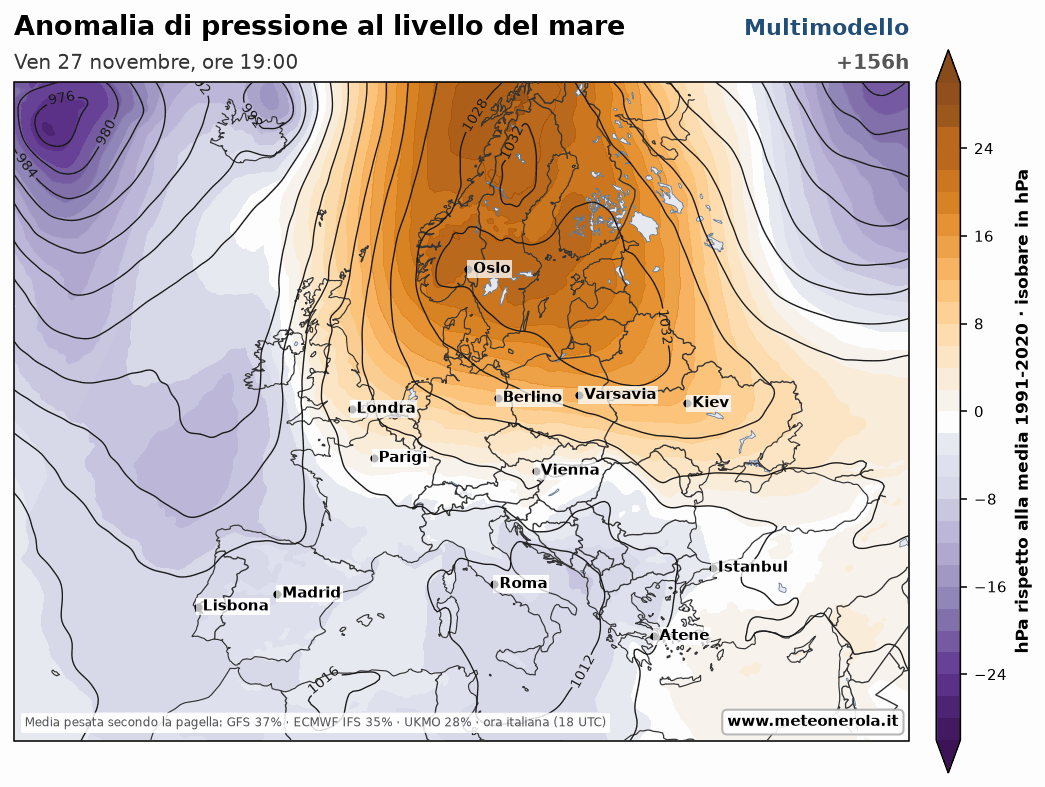 Anomalia di pressione al livello del mare
Multimodello
Ven 27 novembre, ore 19:00
+156h
976
980
984
992
1028
1032
1032
1016
1012
Oslo
Londra
Berlino
Varsavia
Kiev
Parigi
Vienna
Istanbul
Roma
Madrid
Lisbona
Atene
24
16
8
0
−8
−16
−24
hPa rispetto alla media 1991-2020 · isobare in hPa
Media pesata secondo la pagella: GFS 37% · ECMWF IFS 35% · UKMO 28% · ora italiana (18 UTC)
www.meteonerola.it